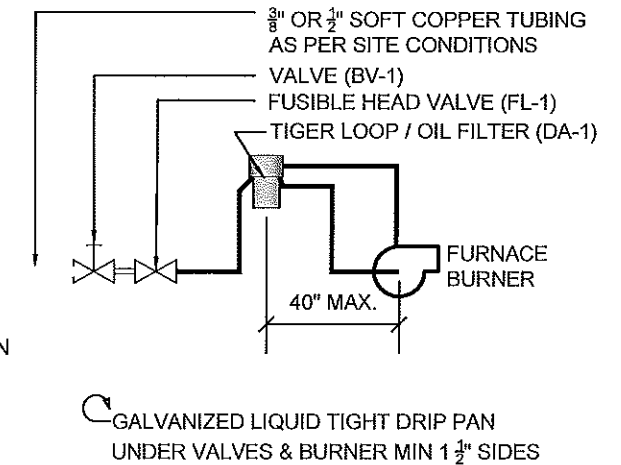 3/8" OR 1/2" SOFT COPPER TUBING
AS PER SITE CONDITIONS
VALVE (BV-1)
FUSIBLE HEAD VALVE (FL-1)
TIGER LOOP / OIL FILTER (DA-1)
FURNACE
BURNER
40" MAX.
N
GALVANIZED LIQUID TIGHT DRIP PAN
UNDER VALVES & BURNER MIN 1 1/2" SIDES